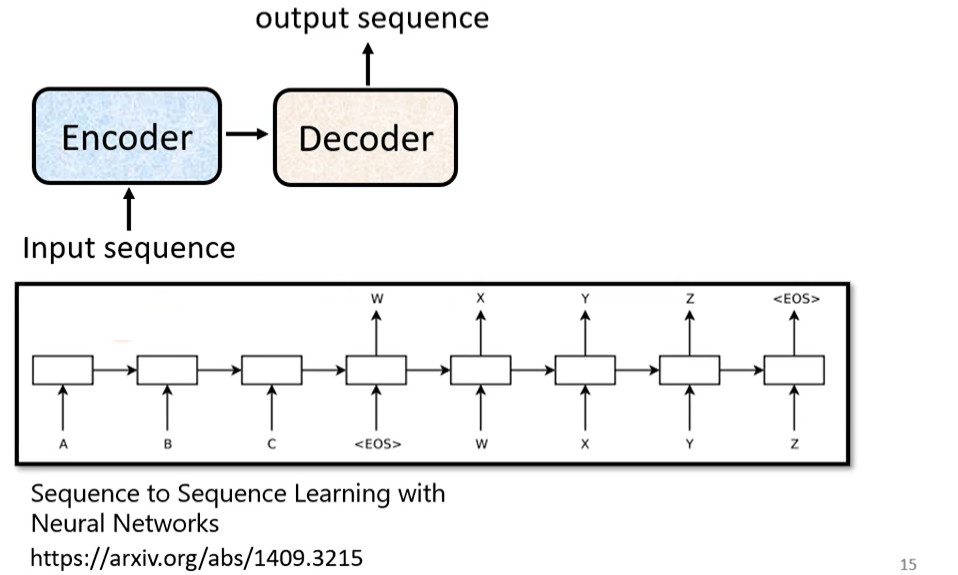 output sequence
Encoder
Decoder
Input sequence
W X Y Z <EOS>
A B C <EOS> W X Y Z
Sequence to Sequence Learning with
Neural Networks
https://arxiv.org/abs/1409.3215
15